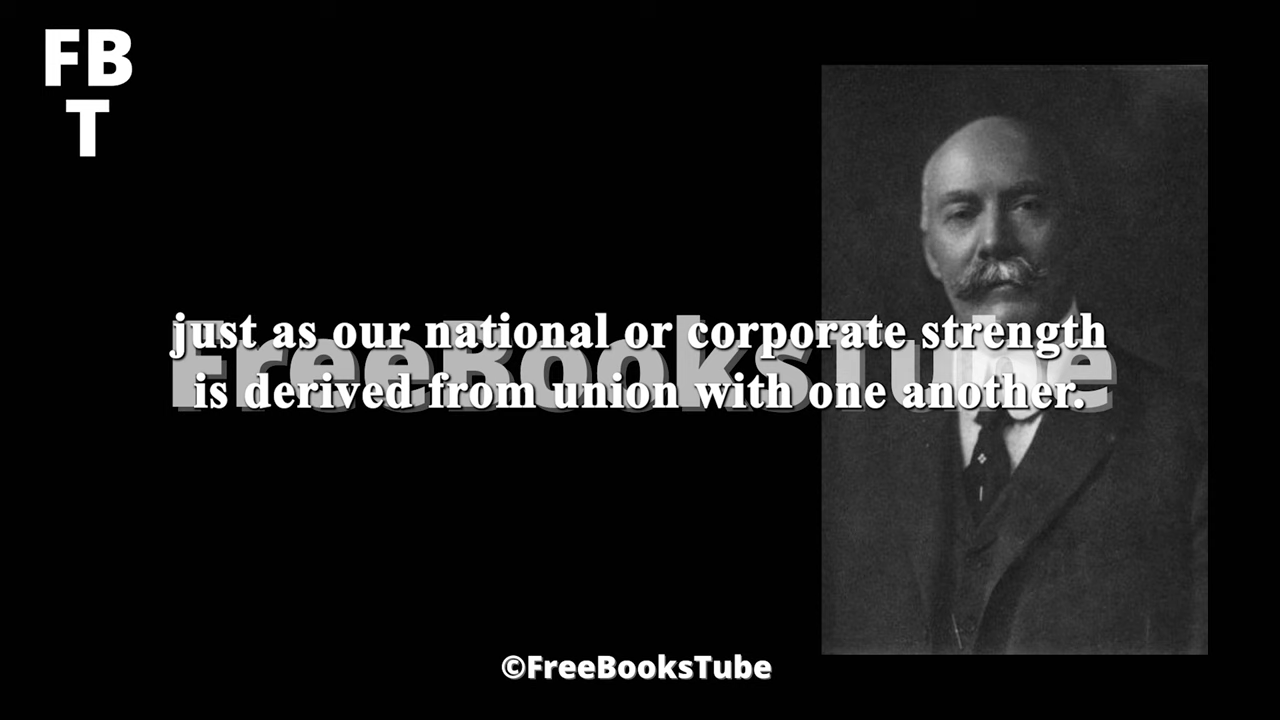 FB
T
just as our national or corporate strength
is derived from union with one another.
FreeBooksTube
©FreeBooksTube